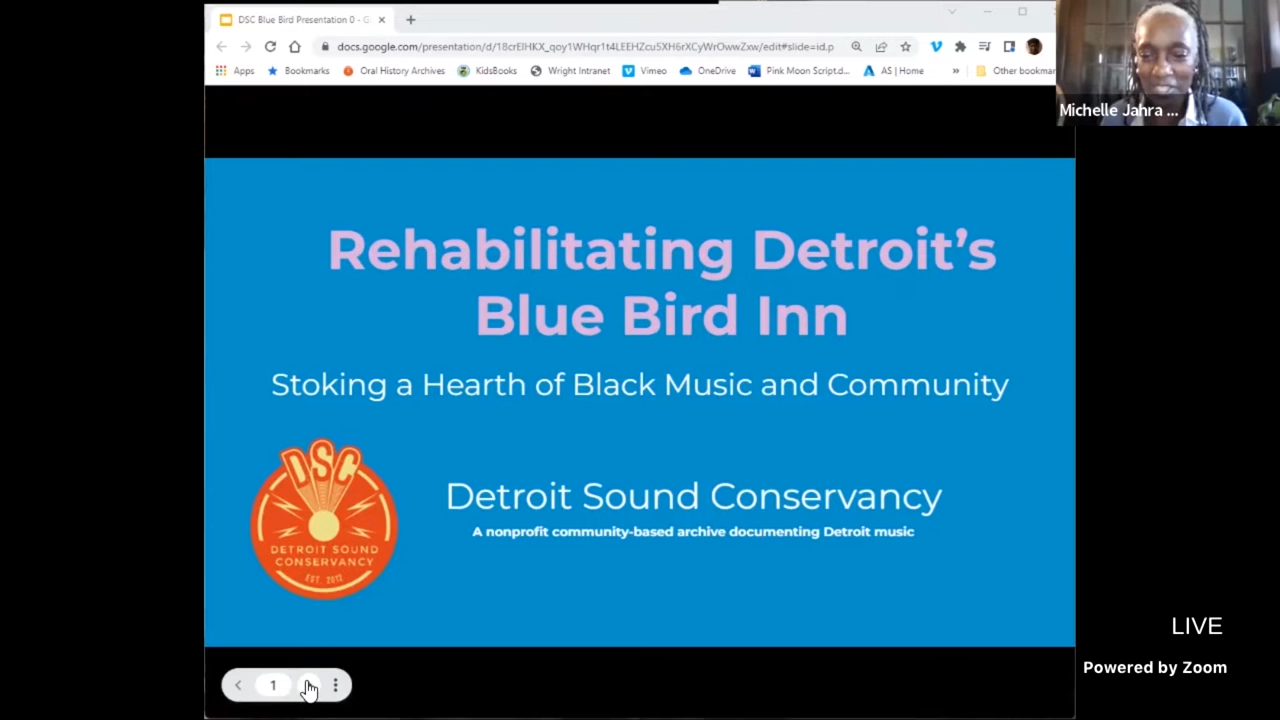 DSC Blue Bird Presentation 0 - G
docs.google.com/presentation/d/18crEIHKX_qoy1WHqr1t4LEEHZcu5XH6rXCyWrOwwZxw/edit#slide=id.p
Apps Bookmarks Oral History Archives KidsBooks Wright Intranet Vimeo OneDrive Pink Moon Script.d... AS | Home » Other bookmar
Michelle Jahra ...
Rehabilitating Detroit's
Blue Bird Inn
Stoking a Hearth of Black Music and Community
DSC
DETROIT SOUND
CONSERVANCY
EST. 2012
Detroit Sound Conservancy
A nonprofit community-based archive documenting Detroit music
LIVE
Powered by Zoom
1